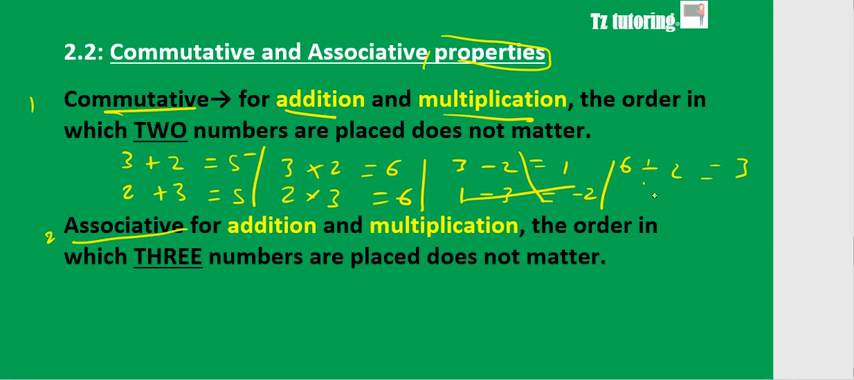 Tz tutoring
2.2: Commutative and Associative properties
1 Commutative→ for addition and multiplication, the order in
which TWO numbers are placed does not matter.
3 + 2 = 5 / 3 × 2 = 6 | 3 - 2 = 1 / 6 ÷ 2 = 3
2 + 3 = 5 / 2 × 3 = 6 | 1 - 3 = -2 /
2 Associative for addition and multiplication, the order in
which THREE numbers are placed does not matter.